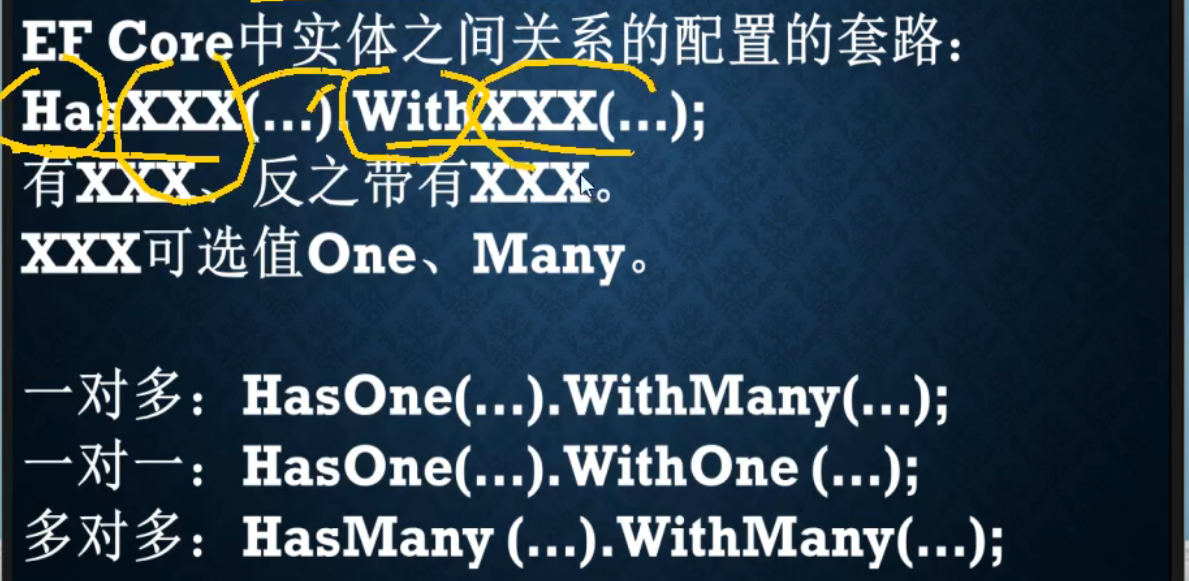 EF Core中实体之间关系的配置的套路：
HasXXX(…).WithXXX(…);
有XXX、反之带有XXX。
XXX可选值One、Many。
一对多：HasOne(…).WithMany(…);
一对一：HasOne(…).WithOne (…);
多对多：HasMany (…).WithMany(…);